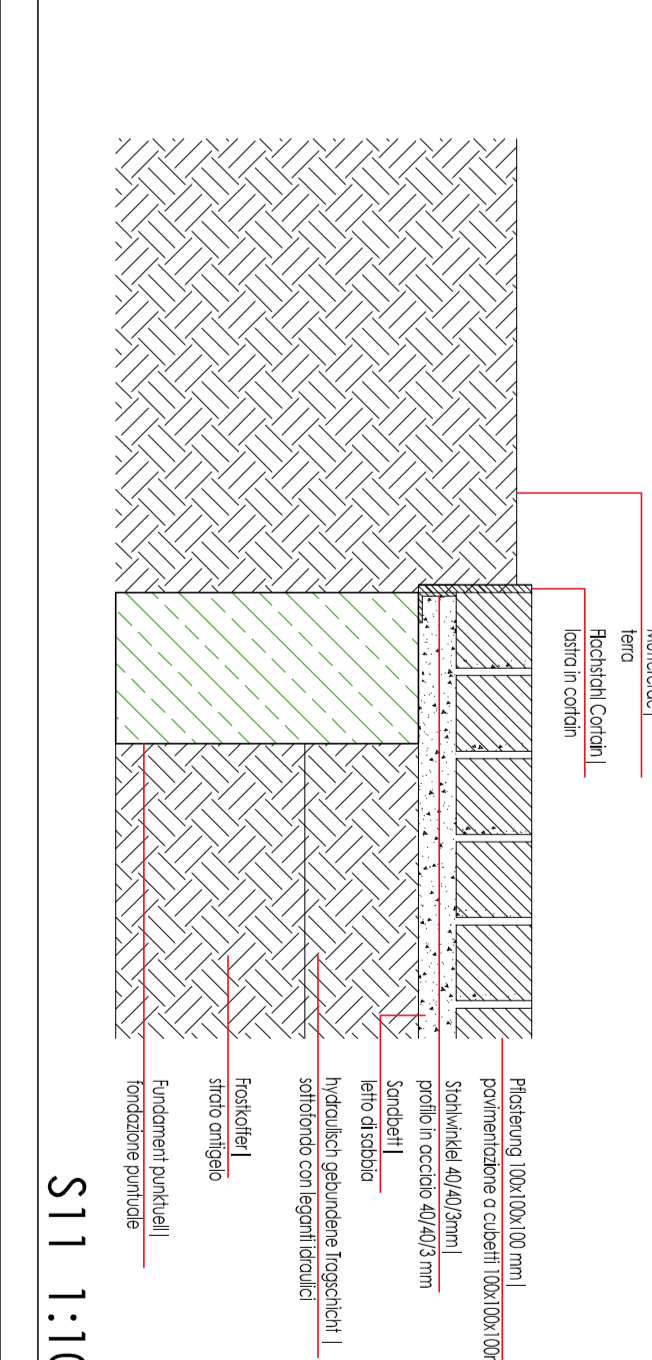 terra
Flachstahl Cortain |
lastra in cortain
Pflasterung 100x100x100 mm |
pavimentazione a cubetti 100x100x100
Stahlwinklel 40/40/3mm |
profilo in acciaio 40/40/3 mm
Sandbett |
letto di sabbia
hydraulisch gebundene Tragschicht |
sottofondo con leganti idraulici
Frostkoffer |
strato antigelo
Fundament punktuell |
fondazione puntuale
S11 1:10